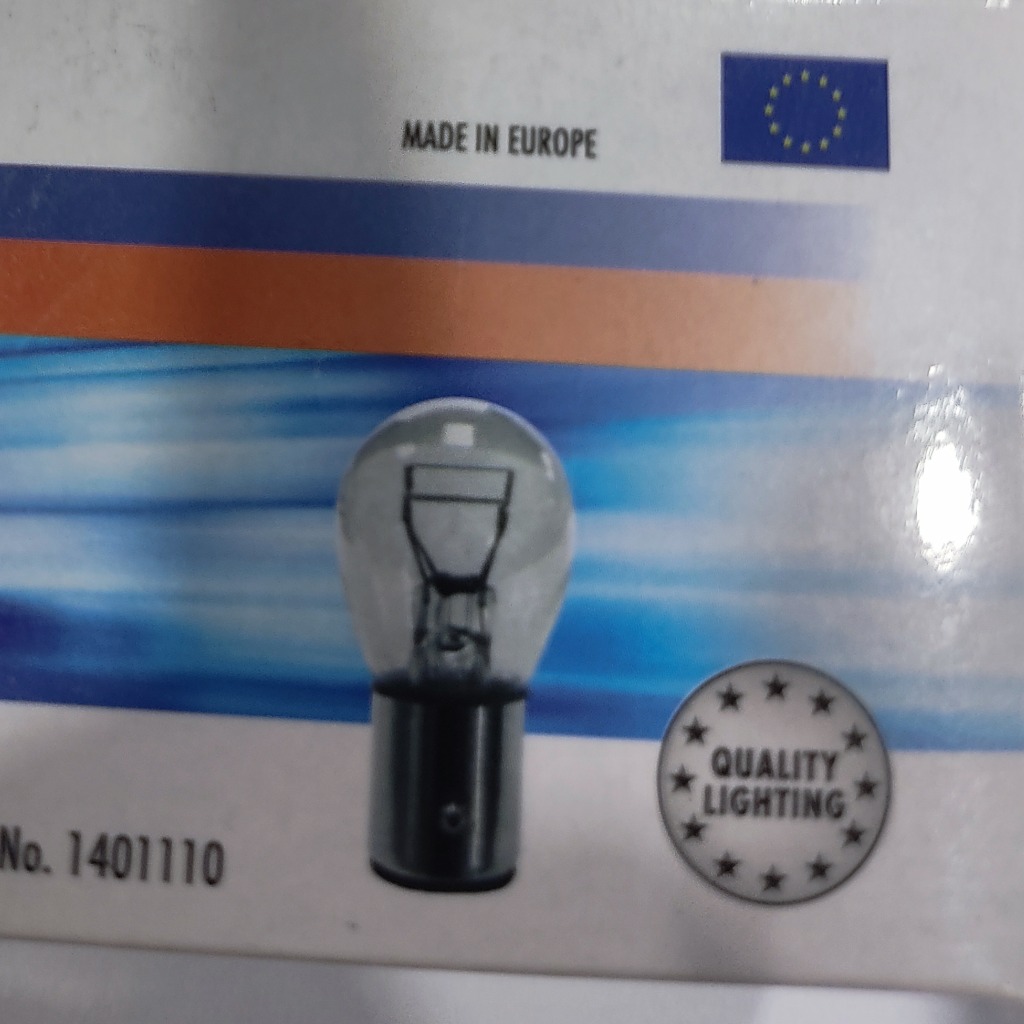 MADE IN EUROPE
QUALITY
LIGHTING
No. 1401110